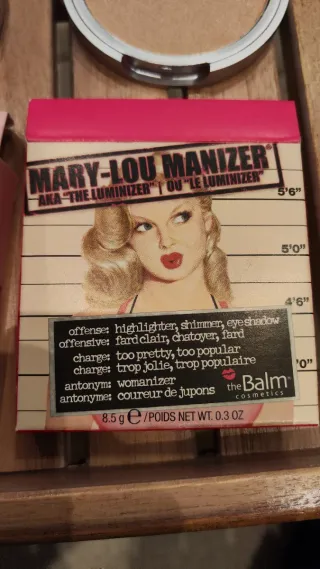 MARY-LOU MANIZER®
AKA "THE LUMINIZER" | OU "LE LUMINIZER"
5'6"
5'0"
4'6"
'0"
offense: highlighter, shimmer, eyeshadow
offensive: fard clair, chatoyer, fard
charge: too pretty, too popular
charge: trop jolie, trop populaire
antonym: womanizer
antonyme: coureur de jupons
theBalm®
cosmetics
8.5 g e /POIDS NET WT. 0.3 OZ